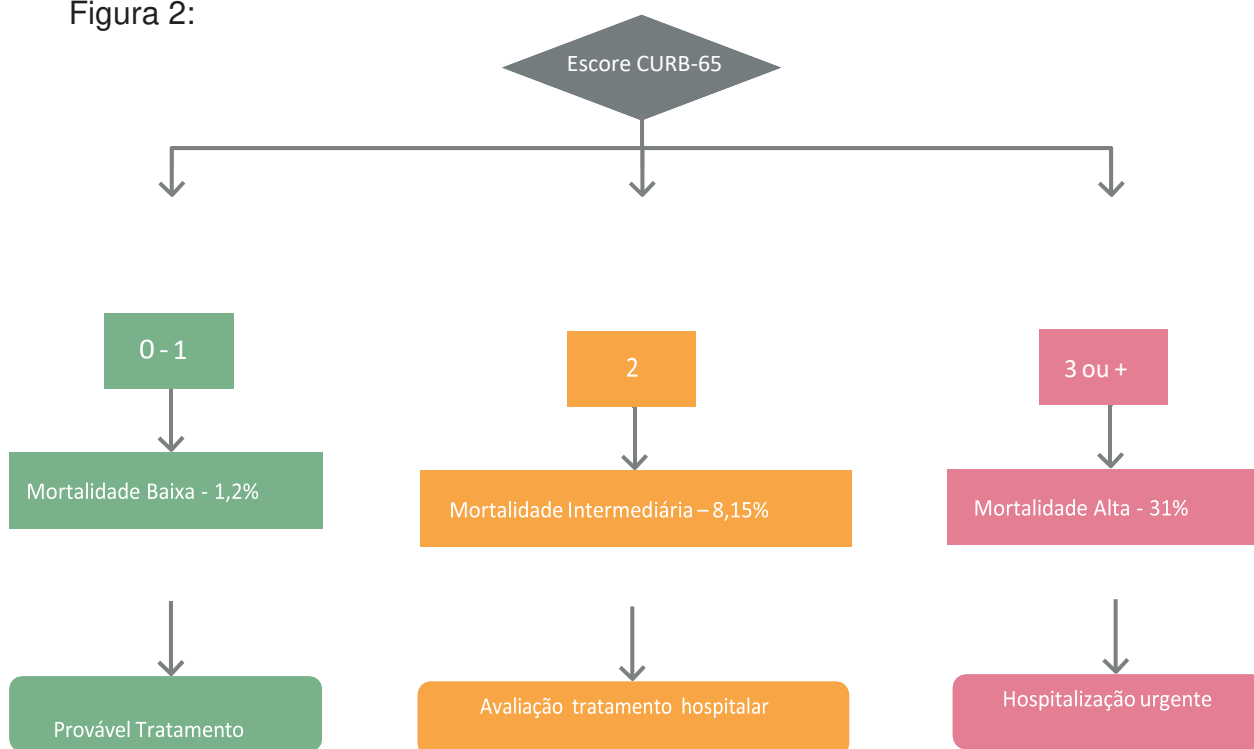 Figura 2:
Escore CURB-65
0 - 1
2
3 ou +
Mortalidade Baixa - 1,2%
Mortalidade Intermediária – 8,15%
Mortalidade Alta - 31%
Provável Tratamento
Avaliação tratamento hospitalar
Hospitalização urgente